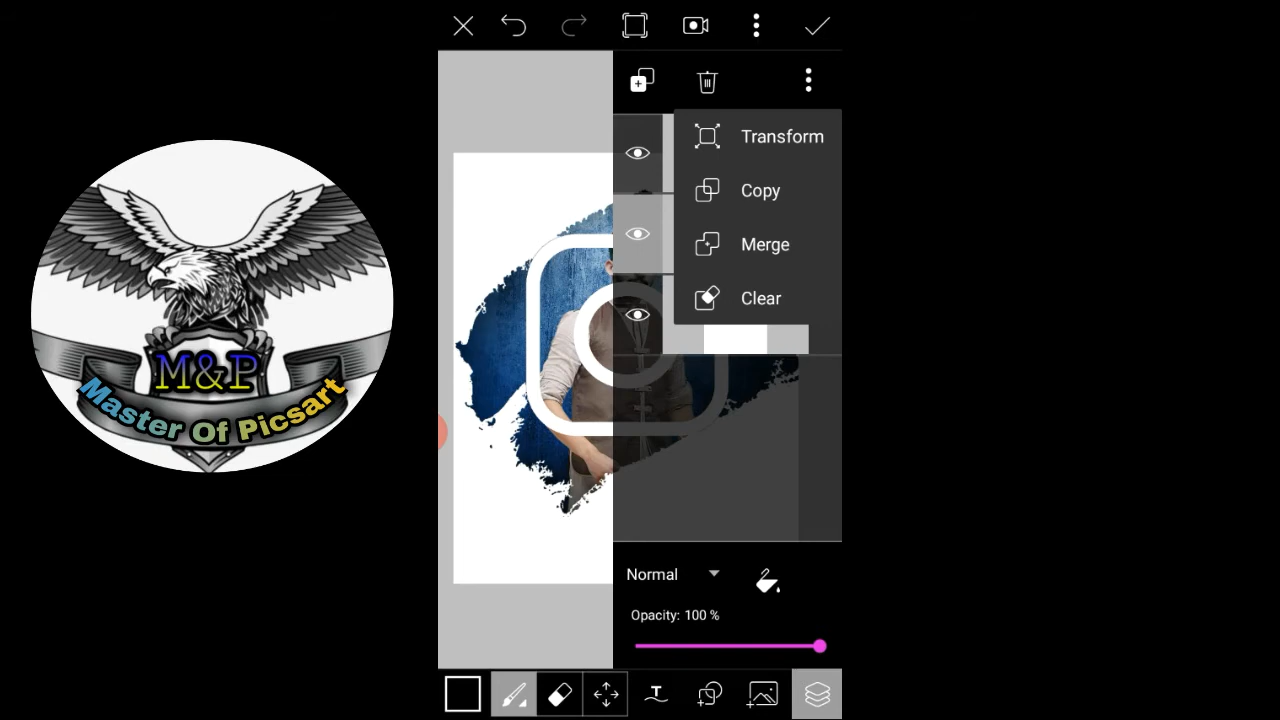 M&P
Master Of Picsart
Transform
Copy
Merge
Clear
Normal
Opacity: 100 %